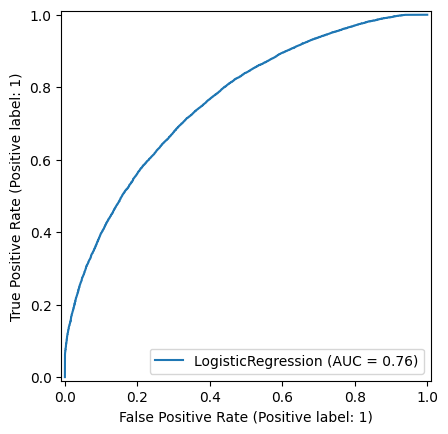 1.0
0.8
0.6
0.4
0.2
0.0
True Positive Rate (Positive label: 1)
LogisticRegression (AUC = 0.76)
0.0 0.2 0.4 0.6 0.8 1.0
False Positive Rate (Positive label: 1)